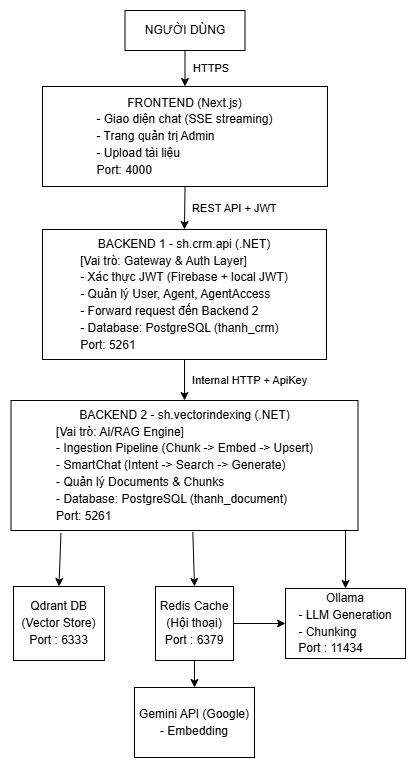 NGƯỜI DÙNG
HTTPS
FRONTEND (Next.js)
- Giao diện chat (SSE streaming)
- Trang quản trị Admin
- Upload tài liệu
Port: 4000
REST API + JWT
BACKEND 1 - sh.crm.api (.NET)
[Vai trò: Gateway & Auth Layer]
- Xác thực JWT (Firebase + local JWT)
- Quản lý User, Agent, AgentAccess
- Forward request đến Backend 2
- Database: PostgreSQL (thanh_crm)
Port: 5261
Internal HTTP + ApiKey
BACKEND 2 - sh.vectorindexing (.NET)
[Vai trò: AI/RAG Engine]
- Ingestion Pipeline (Chunk -> Embed -> Upsert)
- SmartChat (Intent -> Search -> Generate)
- Quản lý Documents & Chunks
- Database: PostgreSQL (thanh_document)
Port: 5261
Qdrant DB
(Vector Store)
Port : 6333
Redis Cache
(Hội thoại)
Port : 6379
Ollama
- LLM Generation
- Chunking
Port : 11434
Gemini API (Google)
- Embedding